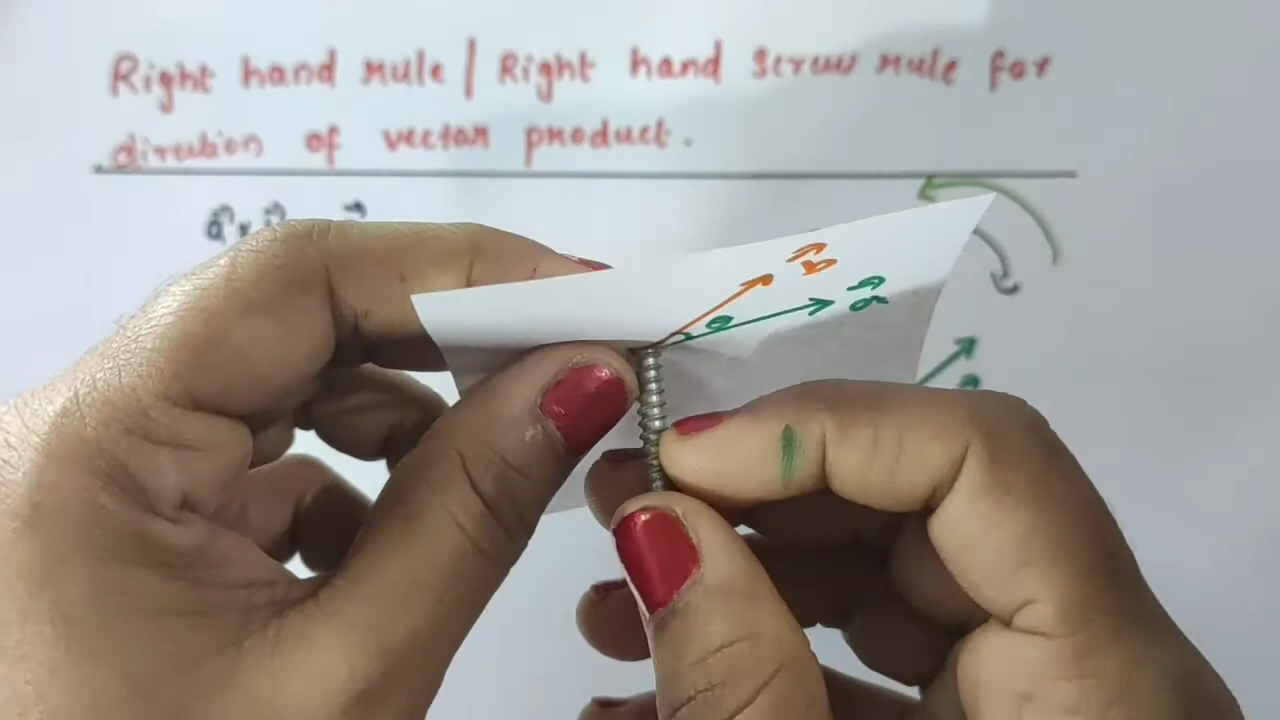 Right hand rule | Right hand screw rule for
direction of vector product.
a⃗ x
b⃗
θ a⃗
θ